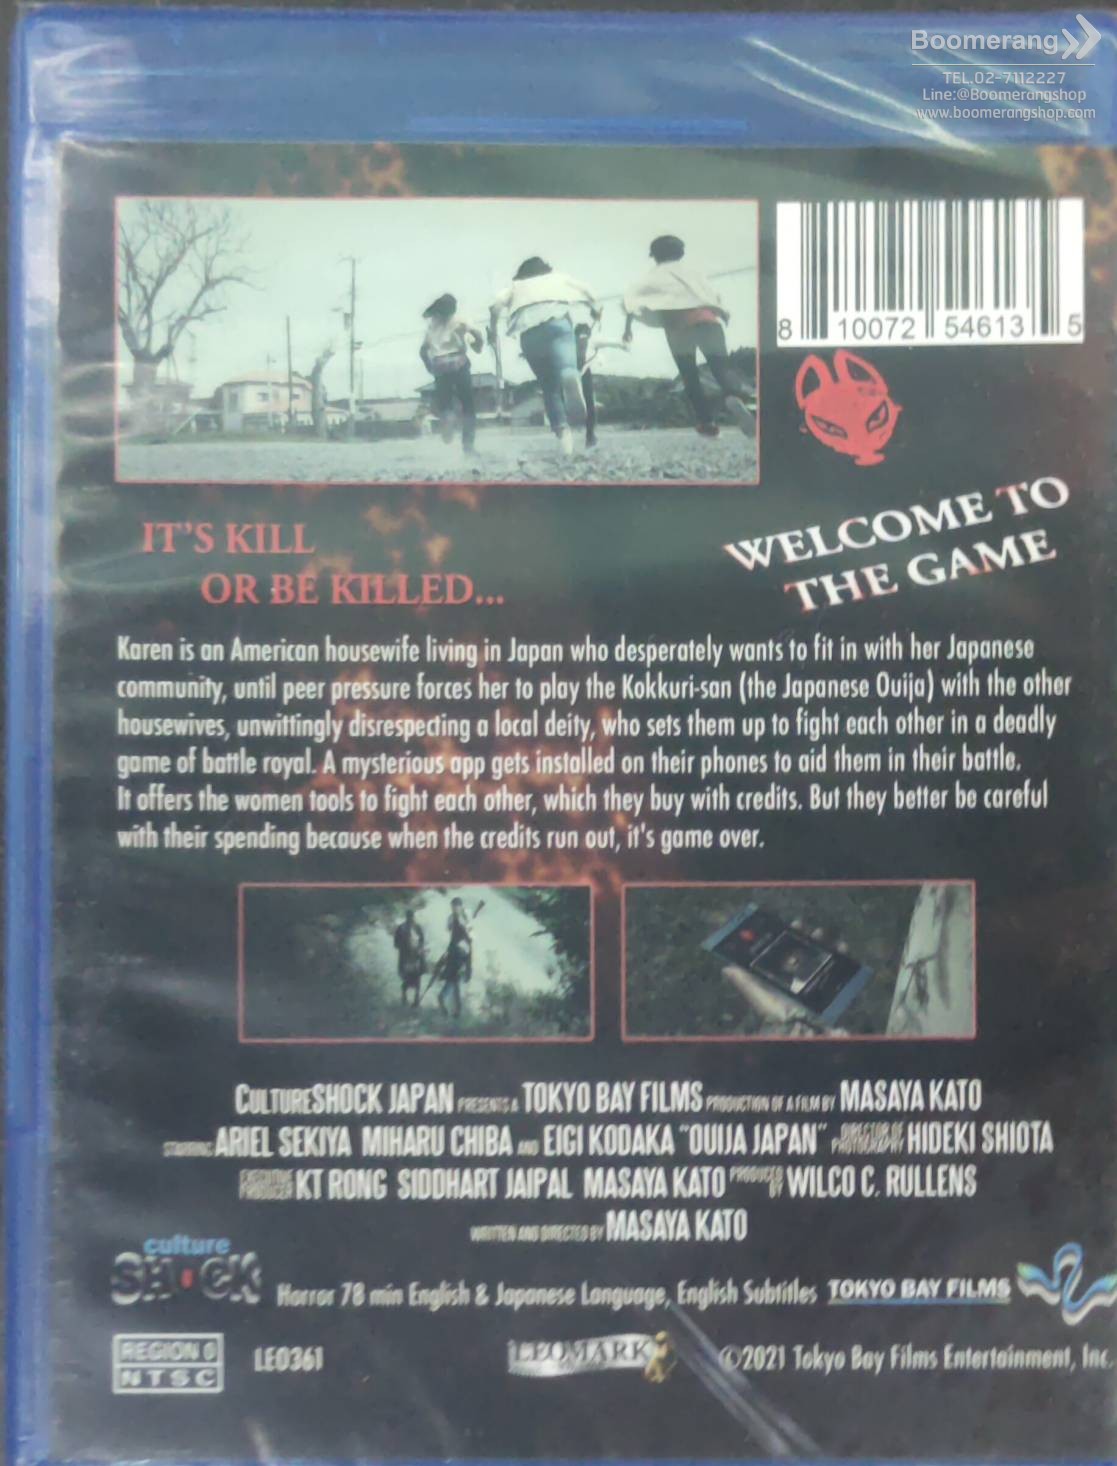 Boomerang
TEL.02-7112227
Line:@Boomerangshop
www.boomerangshop.com
8 10072 54613 5
IT'S KILL
OR BE KILLED...
WELCOME TO
THE GAME
Karen is an American housewife living in Japan who desperately wants to fit in with her Japanese
community, until peer pressure forces her to play the Kokkuri-san (the Japanese Ouija) with the other
housewives, unwittingly disrespecting a local deity, who sets them up to fight each other in a deadly
game of battle royal. A mysterious app gets installed on their phones to aid them in their battle.
It offers the women tools to fight each other, which they buy with credits. But they better be careful
with their spending because when the credits run out, it's game over.
CULTURESHOCK JAPAN PRESENTS A TOKYO BAY FILMS PRODUCTION OF A FILM BY MASAYA KATO
STARRING ARIEL SEKIYA MIHARU CHIBA AND EIGI KODAKA "OUIJA JAPAN" DIRECTOR OF PHOTOGRAPHY HIDEKI SHIOTA
EXECUTIVE PRODUCER KT RONG SIDDHART JAIPAL MASAYA KATO PRODUCED BY WILCO C. RULLENS
WRITTEN AND DIRECTED BY MASAYA KATO
culture
SHOCK
Horror 78 min English & Japanese Language, English Subtitles TOKYO BAY FILMS
REGION 0
NTSC
LEO361
LEOMARK
©2021 Tokyo Bay Films Entertainment, Inc.